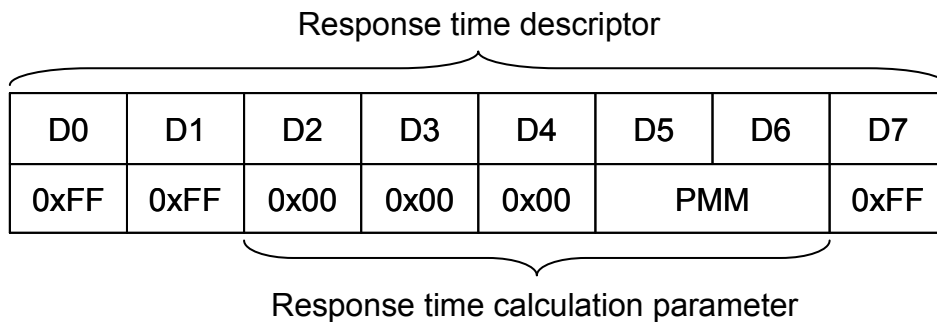 Response time descriptor
D0 D1 D2 D3 D4 D5 D6 D7
0xFF 0xFF 0x00 0x00 0x00 PMM 0xFF
Response time calculation parameter